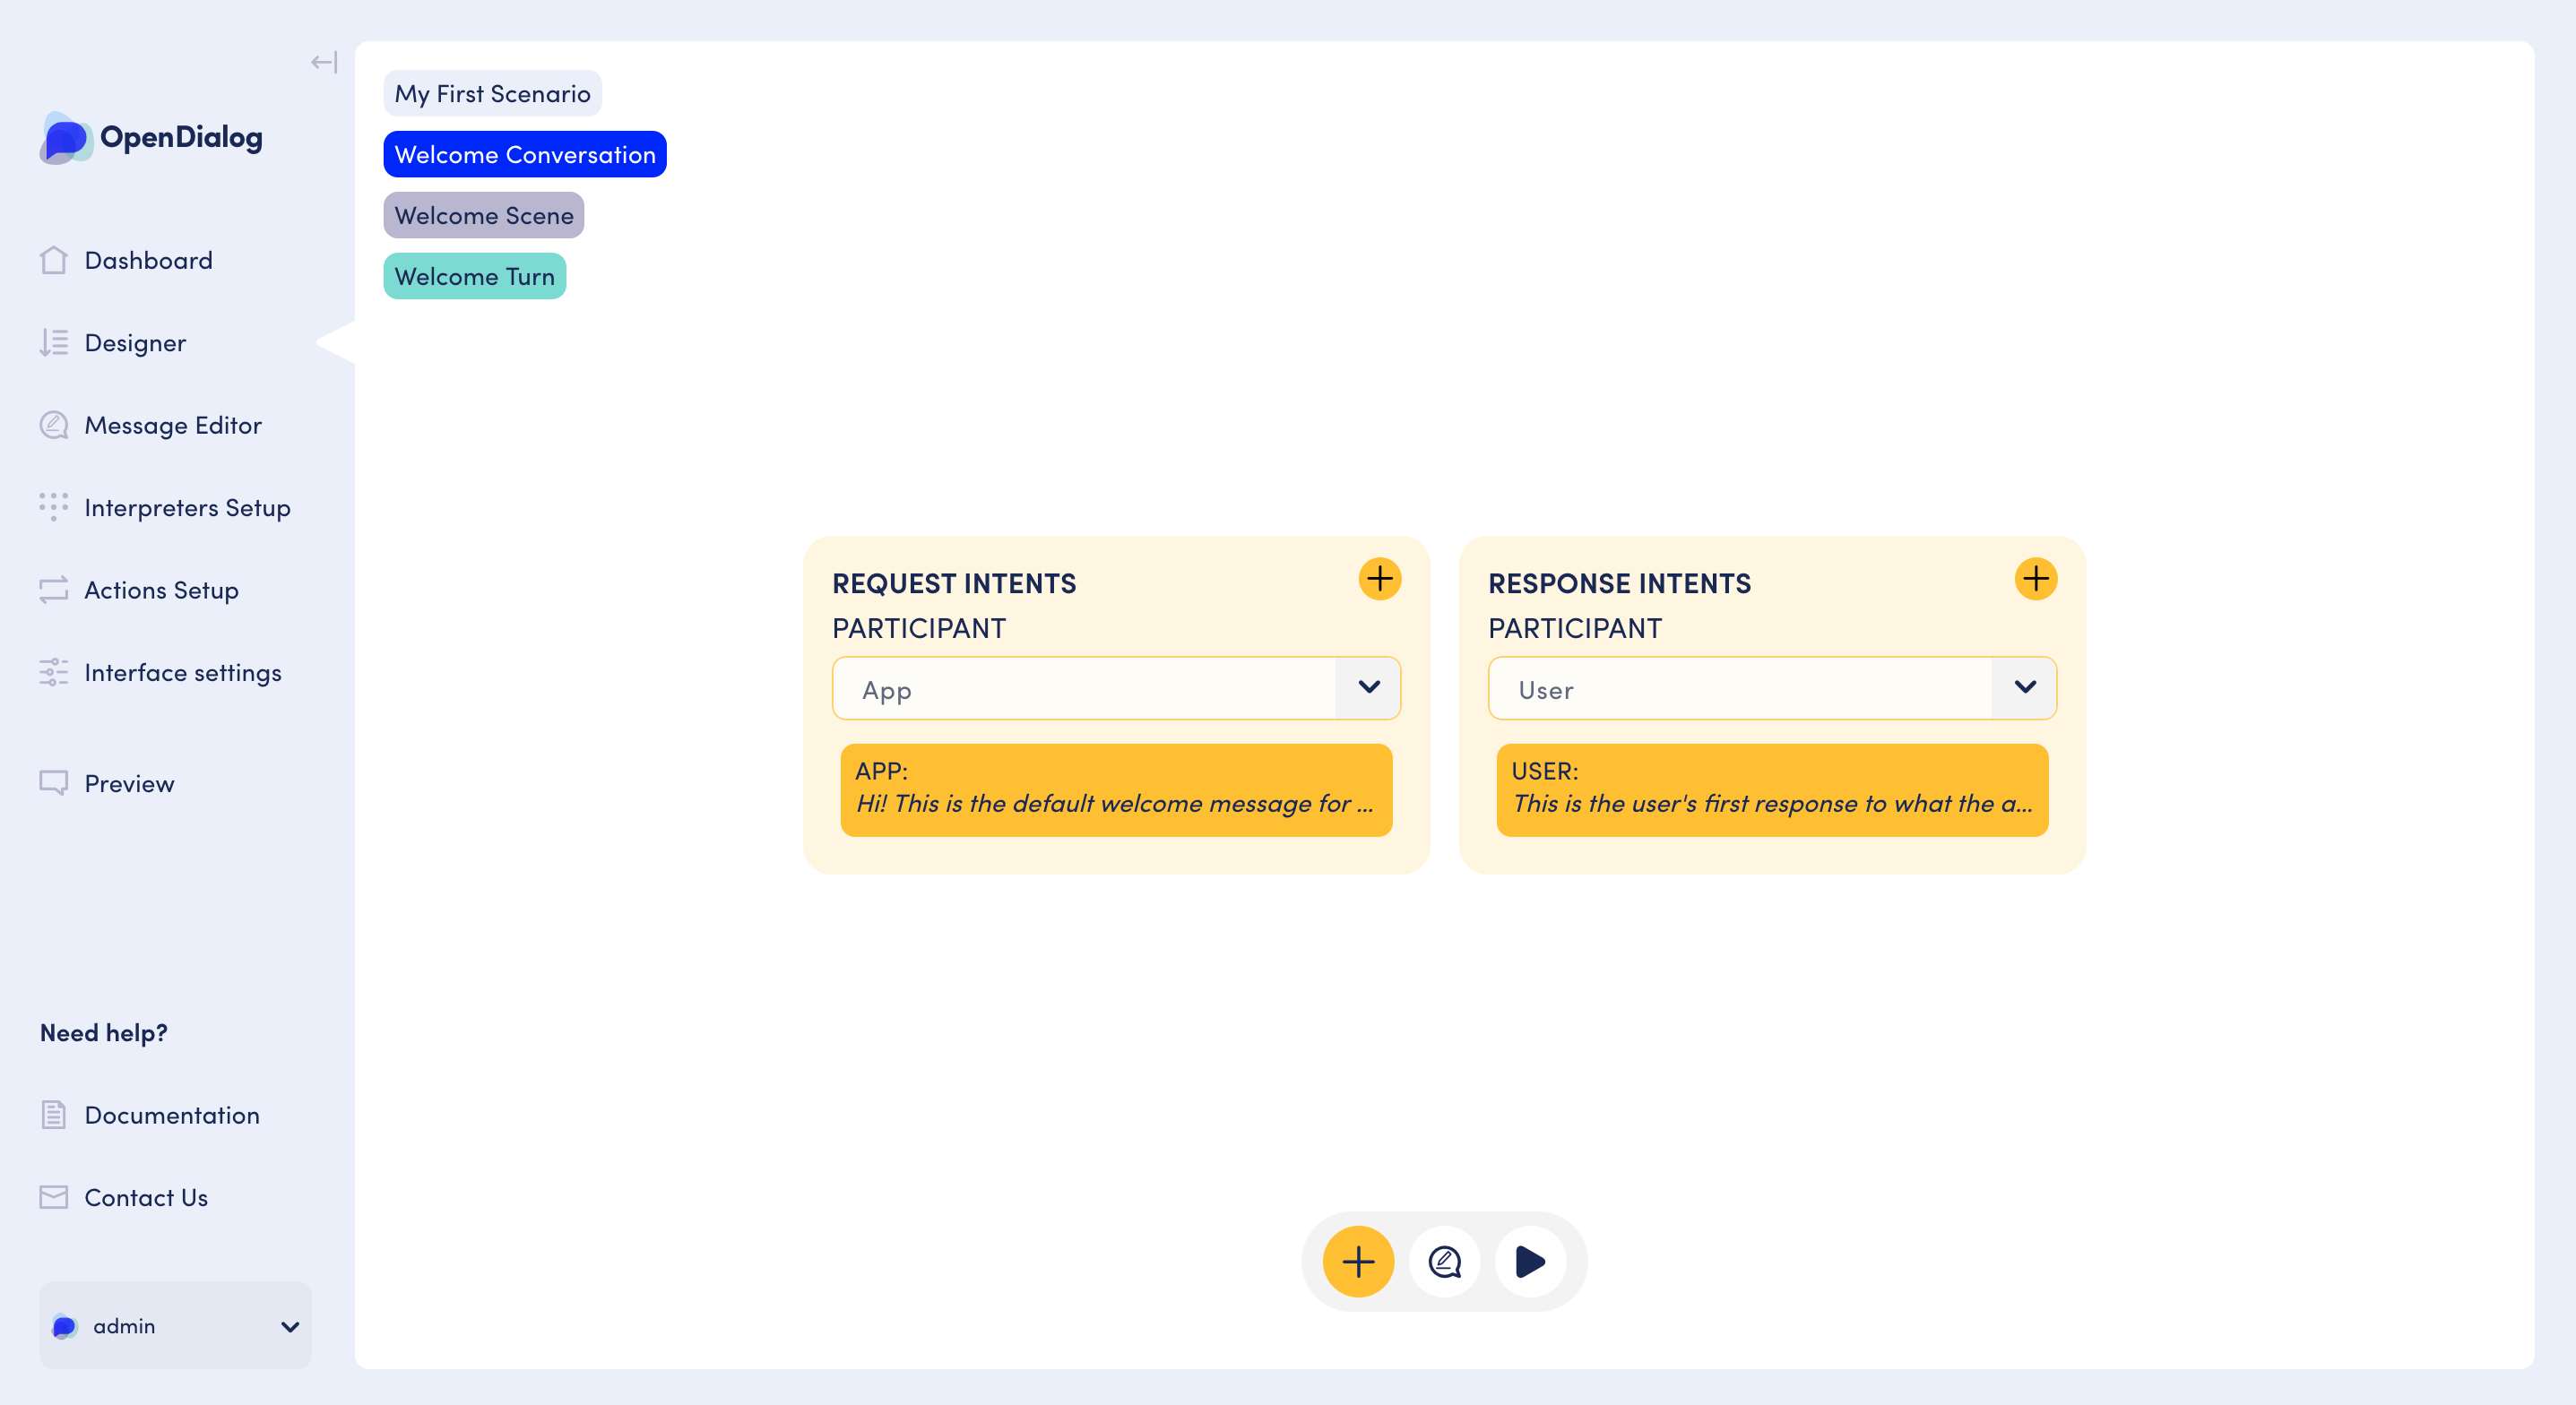 OpenDialog
Dashboard
Designer
Message Editor
Interpreters Setup
Actions Setup
Interface settings
Preview
Need help?
Documentation
Contact Us
admin
My First Scenario
Welcome Conversation
Welcome Scene
Welcome Turn
REQUEST INTENTS
PARTICIPANT
App
APP:
Hi! This is the default welcome message for ...
RESPONSE INTENTS
PARTICIPANT
User
USER:
This is the user's first response to what the a...